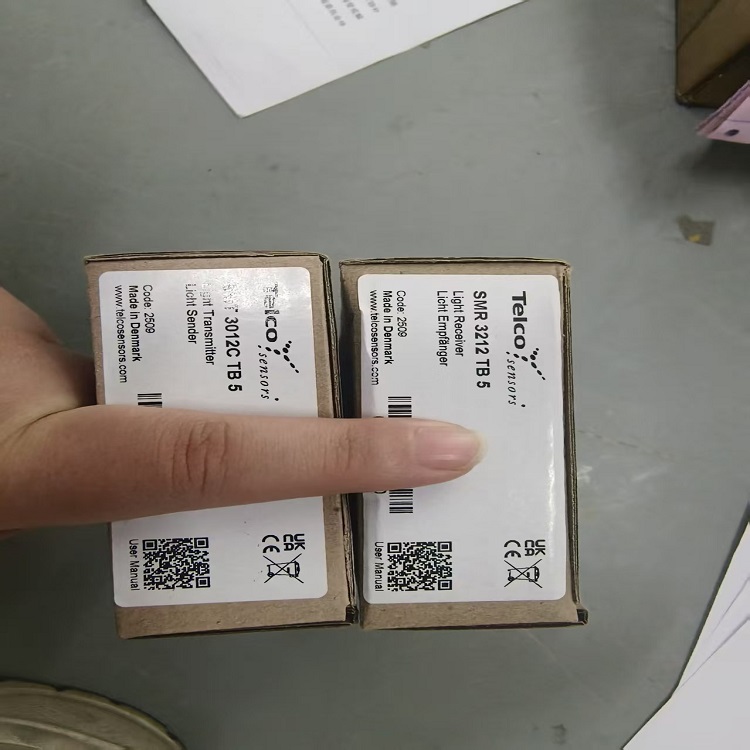 Telco
sensors
3012C TB 5
Transmitter
Licht Sender
Code: 2509
Made in Denmark
www.telcosensors.com
User Manual
UK
CA
CE
Telco
sensors
SMR 3212 TB 5
Light Receiver
Licht Empfänger
Code: 2509
Made in Denmark
www.telcosensors.com
User Manual
UK
CA
CE